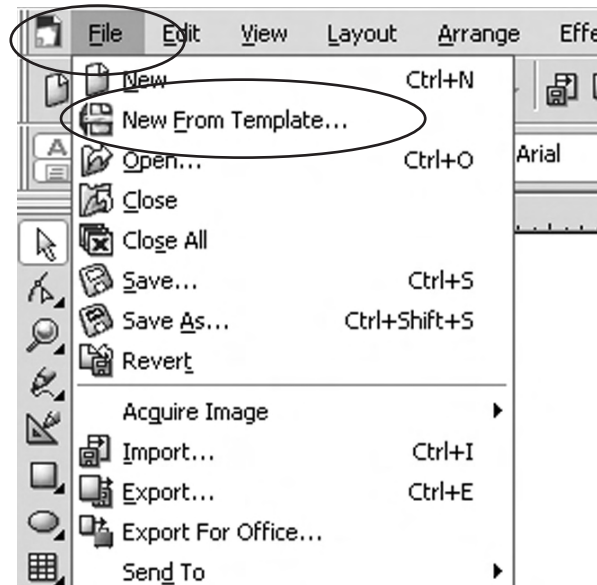 File Edit View Layout Arrange Effe
New Ctrl+N
New From Template...
Open... Ctrl+O
Arial
Close
Close All
Save... Ctrl+S
Save As... Ctrl+Shift+S
Revert
Acquire Image
Import... Ctrl+I
Export... Ctrl+E
Export For Office...
Send To